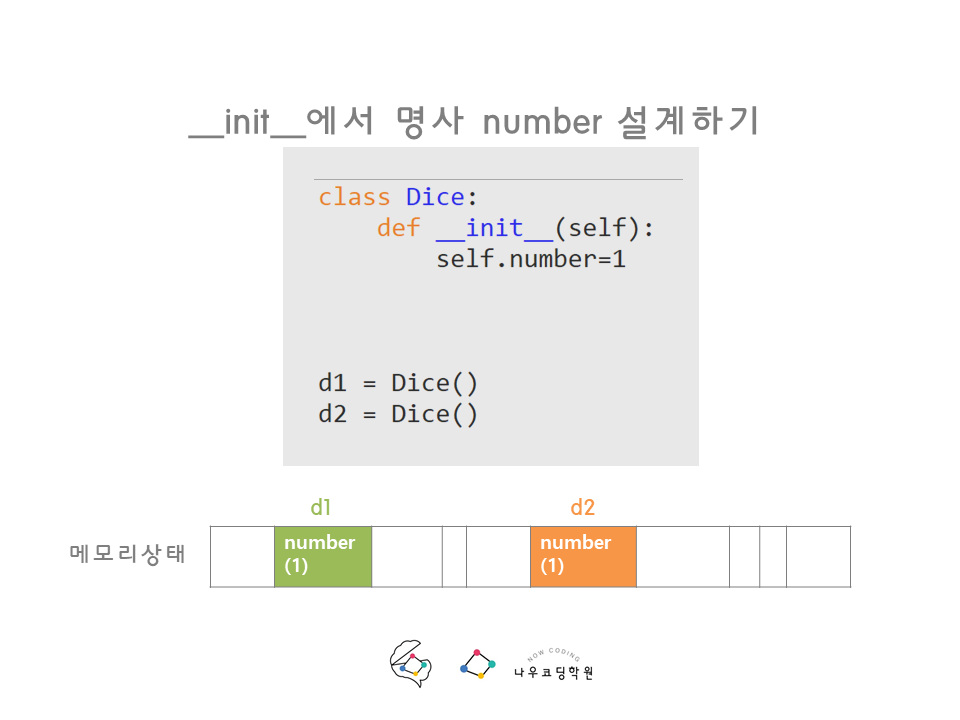 __init__에서 명사 number 설계하기
class Dice:
    def __init__(self):
        self.number=1
d1 = Dice()
d2 = Dice()
d1 d2
메모리상태
number
(1)
number
(1)
NOW CODING
나우코딩학원